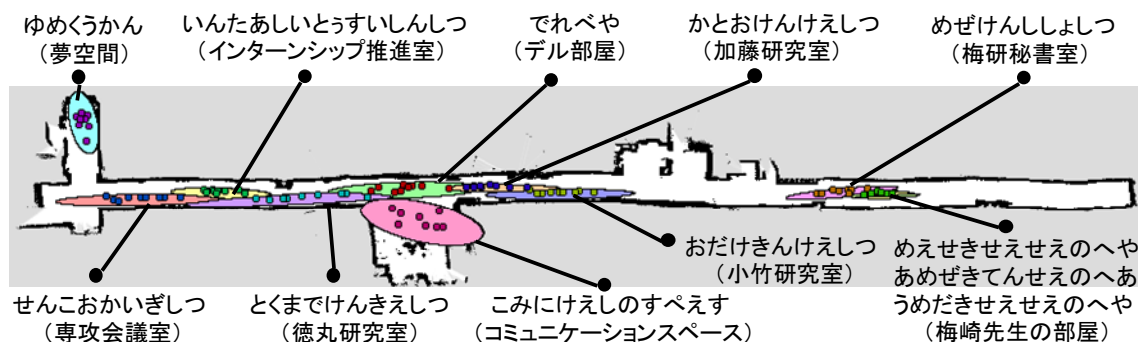 ゆめくうかん
（夢空間）
いんたあしいとぅすいしんしつ
（インターンシップ推進室）
でれべや
（デル部屋）
かとおけんけえしつ
（加藤研究室）
めぜけんししょしつ
（梅研秘書室）
せんこおかいぎしつ
（専攻会議室）
とくまでけんきえしつ
（徳丸研究室）
こみにけえしのすぺえす
（コミュニケーションスペース）
おだけきんけえしつ
（小竹研究室）
めえせきせえせえのへや
あめぜきてんせえのへあ
うめだきせえせえのへや
（梅崎先生の部屋）